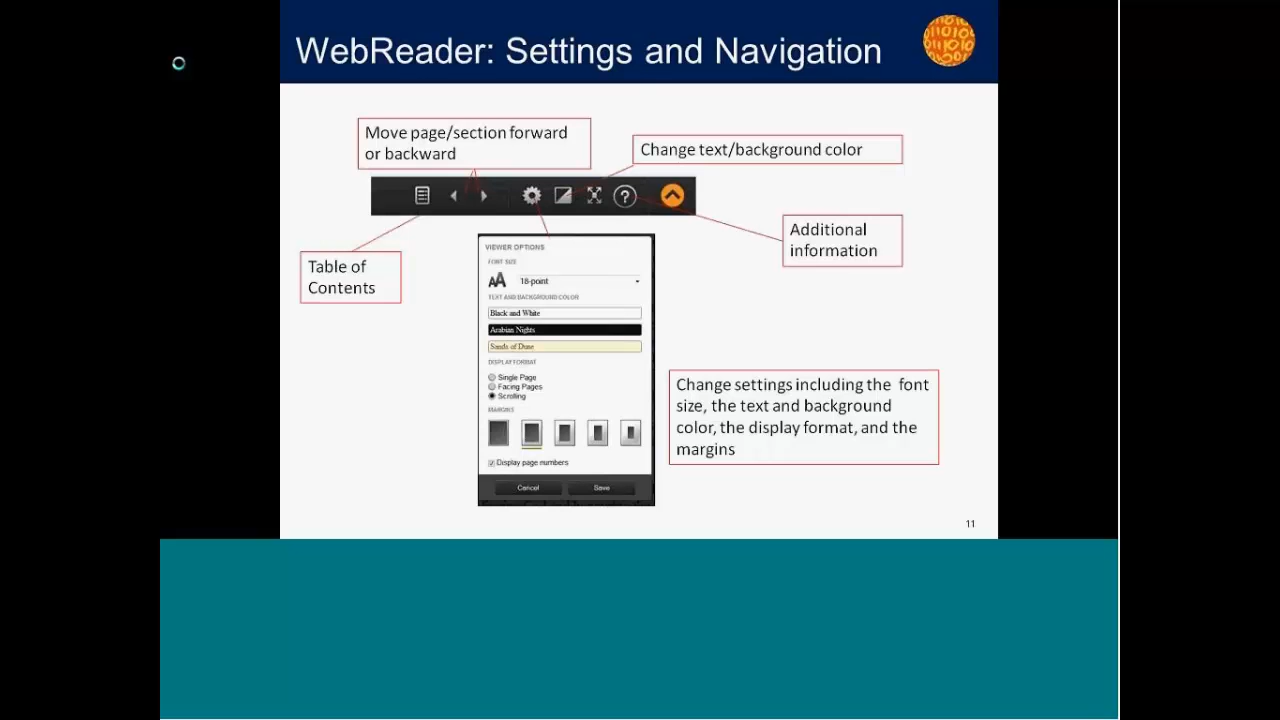 WebReader: Settings and Navigation
Move page/section forward
or backward
Change text/background color
Additional
information
Table of
Contents
VIEWER OPTIONS
FONT SIZE
AA 18-point
TEXT AND BACKGROUND COLOR
Black and White
Arabian Nights
Sands of Dune
DISPLAY FORMAT
Single Page
Facing Pages
Scrolling
MARGINS
Display page numbers
Cancel Save
Change settings including the font
size, the text and background
color, the display format, and the
margins
11